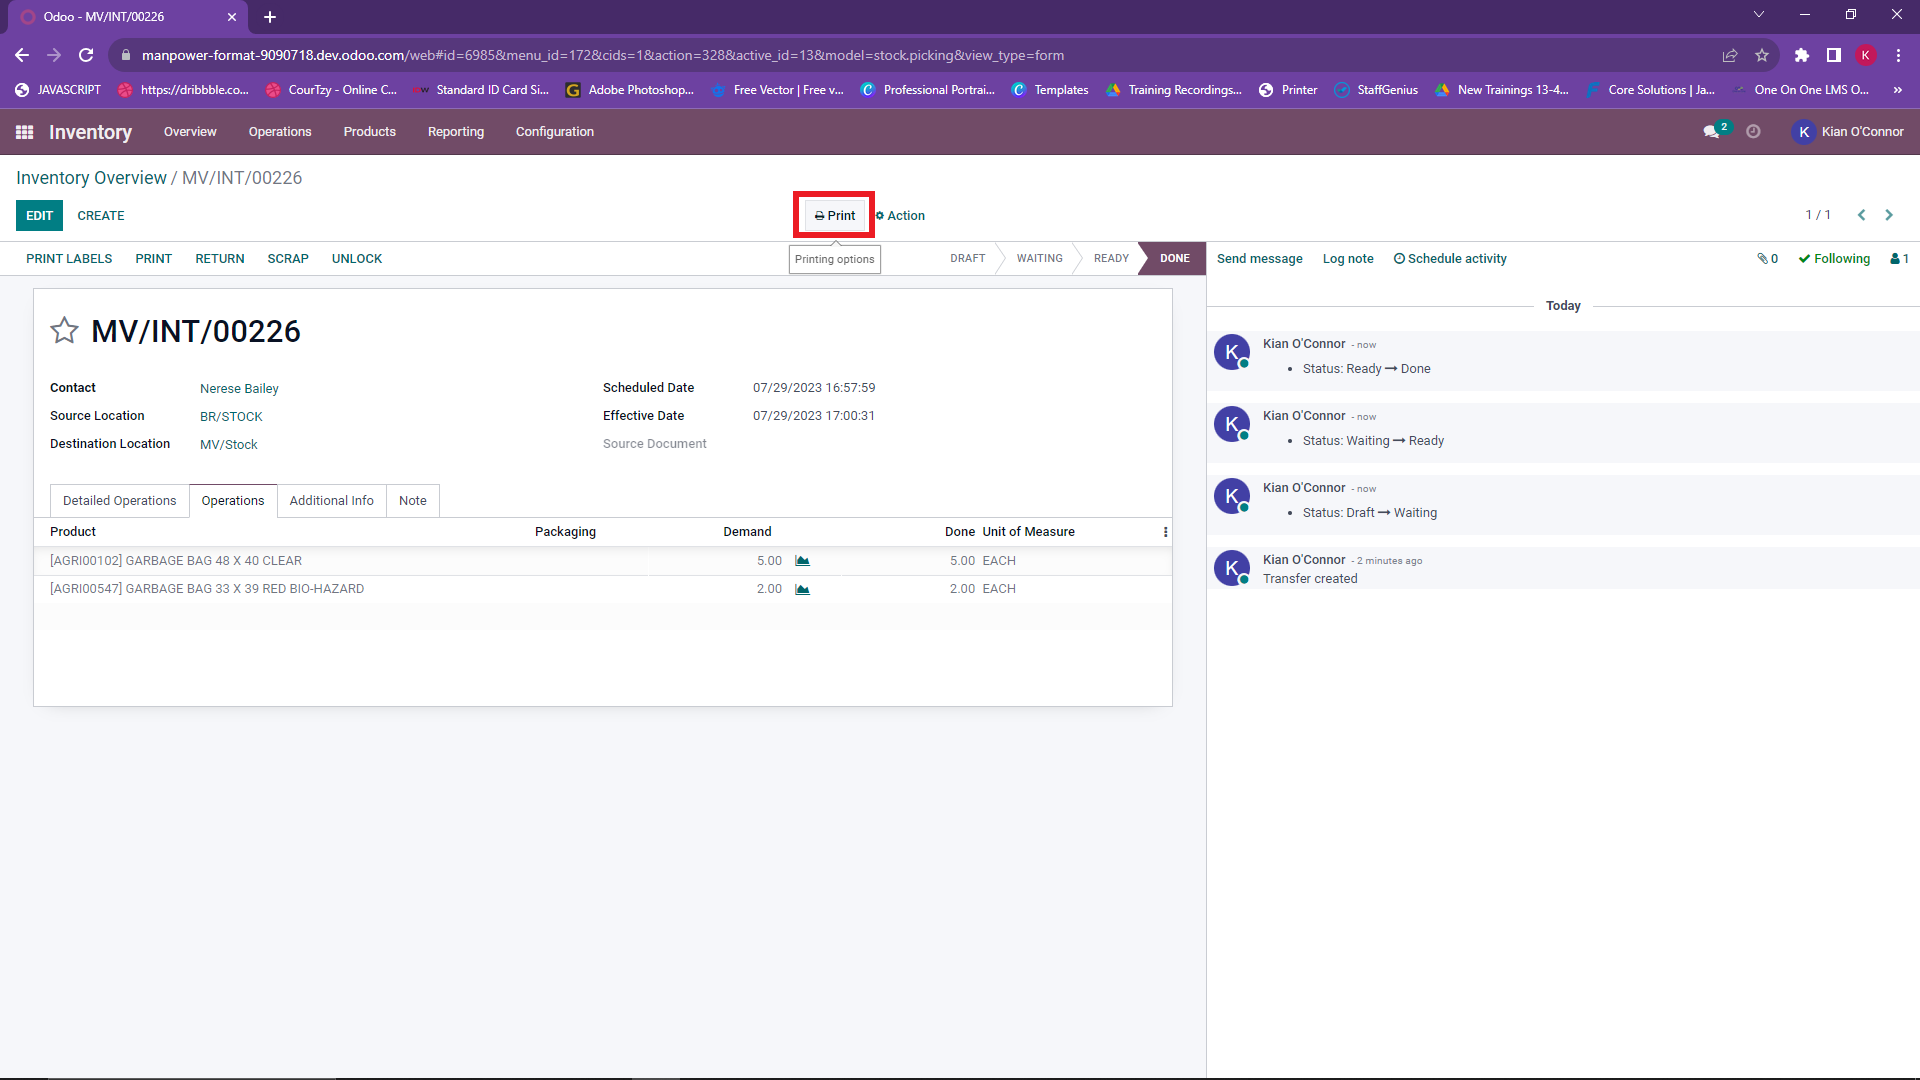 Odoo - MV/INT/00226
manpower-format-9090718.dev.odoo.com/web#id=6985&menu_id=172&cids=1&action=328&active_id=13&model=stock.picking&view_type=form
K
JAVASCRIPT https://dribbble.co... CourTzy - Online C... Standard ID Card Si... Adobe Photoshop... Free Vector | Free v... Professional Portrai... Templates Training Recordings... Printer StaffGenius New Trainings 13-4... Core Solutions | Ja... One On One LMS O... »
Inventory Overview Operations Products Reporting Configuration 2 K Kian O'Connor
Inventory Overview / MV/INT/00226
EDIT CREATE Print Action 1 / 1
PRINT LABELS PRINT RETURN SCRAP UNLOCK Printing options DRAFT WAITING READY DONE Send message Log note Schedule activity 0 Following 1
Today
MV/INT/00226
Contact Nerese Bailey
Source Location BR/STOCK
Destination Location MV/Stock
Scheduled Date 07/29/2023 16:57:59
Effective Date 07/29/2023 17:00:31
Source Document
Detailed Operations Operations Additional Info Note
Product Packaging Demand Done Unit of Measure
[AGRI00102] GARBAGE BAG 48 X 40 CLEAR 5.00 5.00 EACH
[AGRI00547] GARBAGE BAG 33 X 39 RED BIO-HAZARD 2.00 2.00 EACH
K Kian O'Connor - now
• Status: Ready → Done
K Kian O'Connor - now
• Status: Waiting → Ready
K Kian O'Connor - now
• Status: Draft → Waiting
K Kian O'Connor - 2 minutes ago
Transfer created